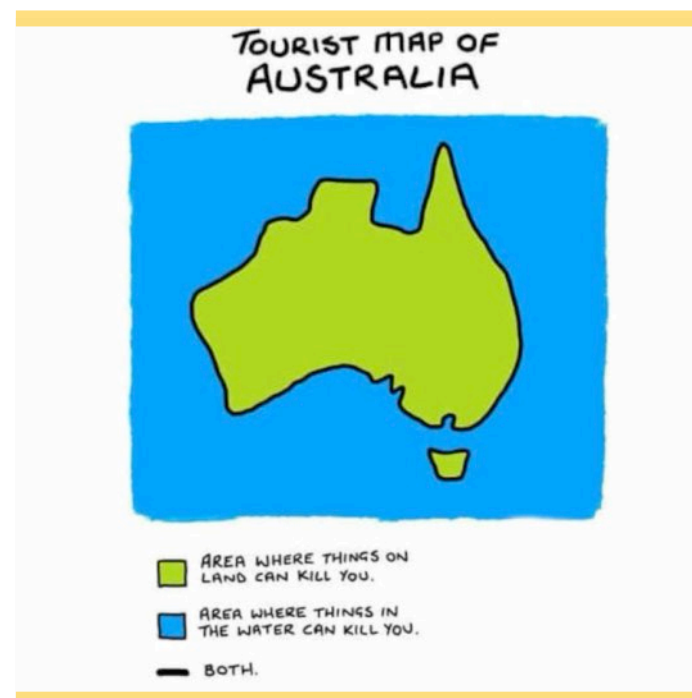 TOURIST MAP OF
AUSTRALIA
AREA WHERE THINGS ON
LAND CAN KILL YOU.
AREA WHERE THINGS IN
THE WATER CAN KILL YOU.
BOTH.